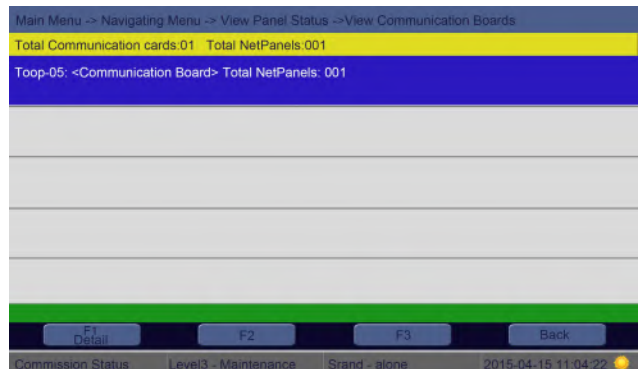 Main Menu -> Navigating Menu -> View Panel Status ->View Communication Boards
Total Communication cards:01 Total NetPanels:001
Toop-05: <Communication Board> Total NetPanels: 001
F1
Detail
F2
F3
Back
Commission Status Level3 - Maintenance Srand - alone 2015-04-15 11:04:22